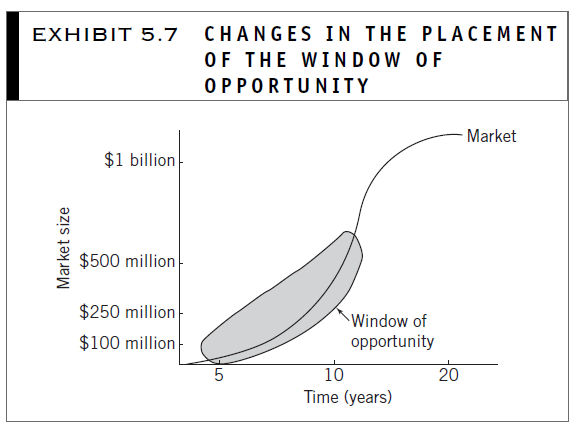 EXHIBIT 5.7 CHANGES IN THE PLACEMENT
OF THE WINDOW OF
OPPORTUNITY
Market
$1 billion
Market size
$500 million
$250 million
Window of
opportunity
$100 million
5
10
20
Time (years)